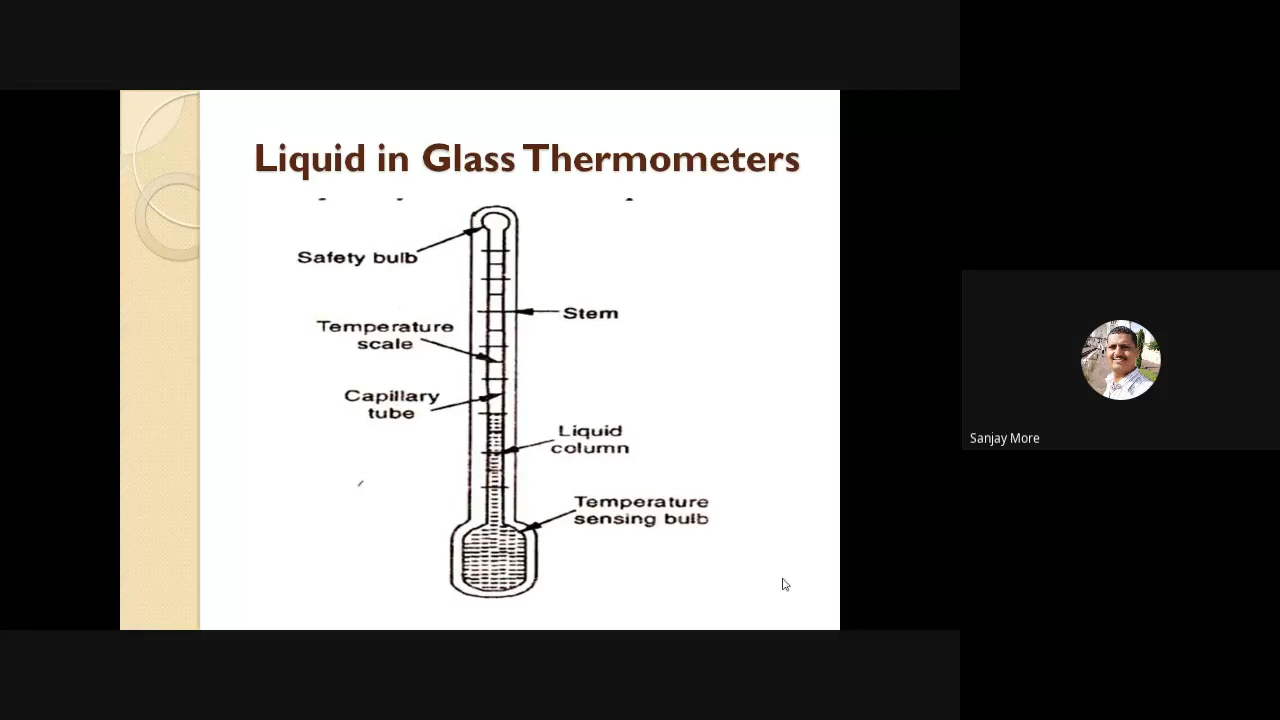 Liquid in Glass Thermometers
Safety bulb
Stem
Temperature
scale
Capillary
tube
Liquid
column
Temperature
sensing bulb
Sanjay More